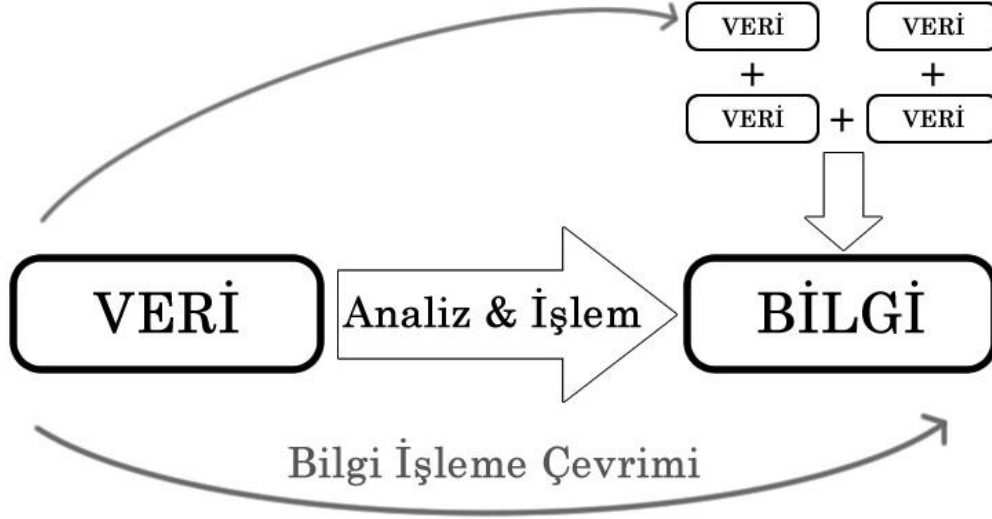 VERİ VERİ
+ +
VERİ + VERİ
VERİ Analiz & İşlem BİLGİ
Bilgi İşleme Çevrimi